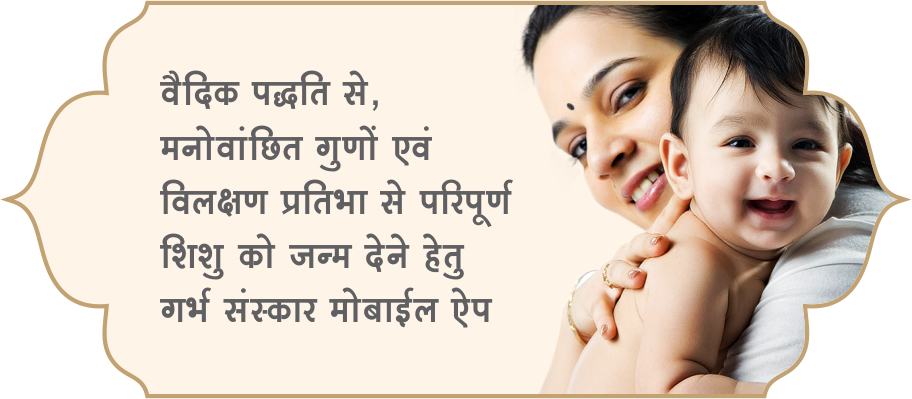 वैदिक पद्धति से,
मनोवांछित गुणों एवं
विलक्षण प्रतिभा से परिपूर्ण
शिशु को जन्म देने हेतु
गर्भ संस्कार मोबाईल ऐप